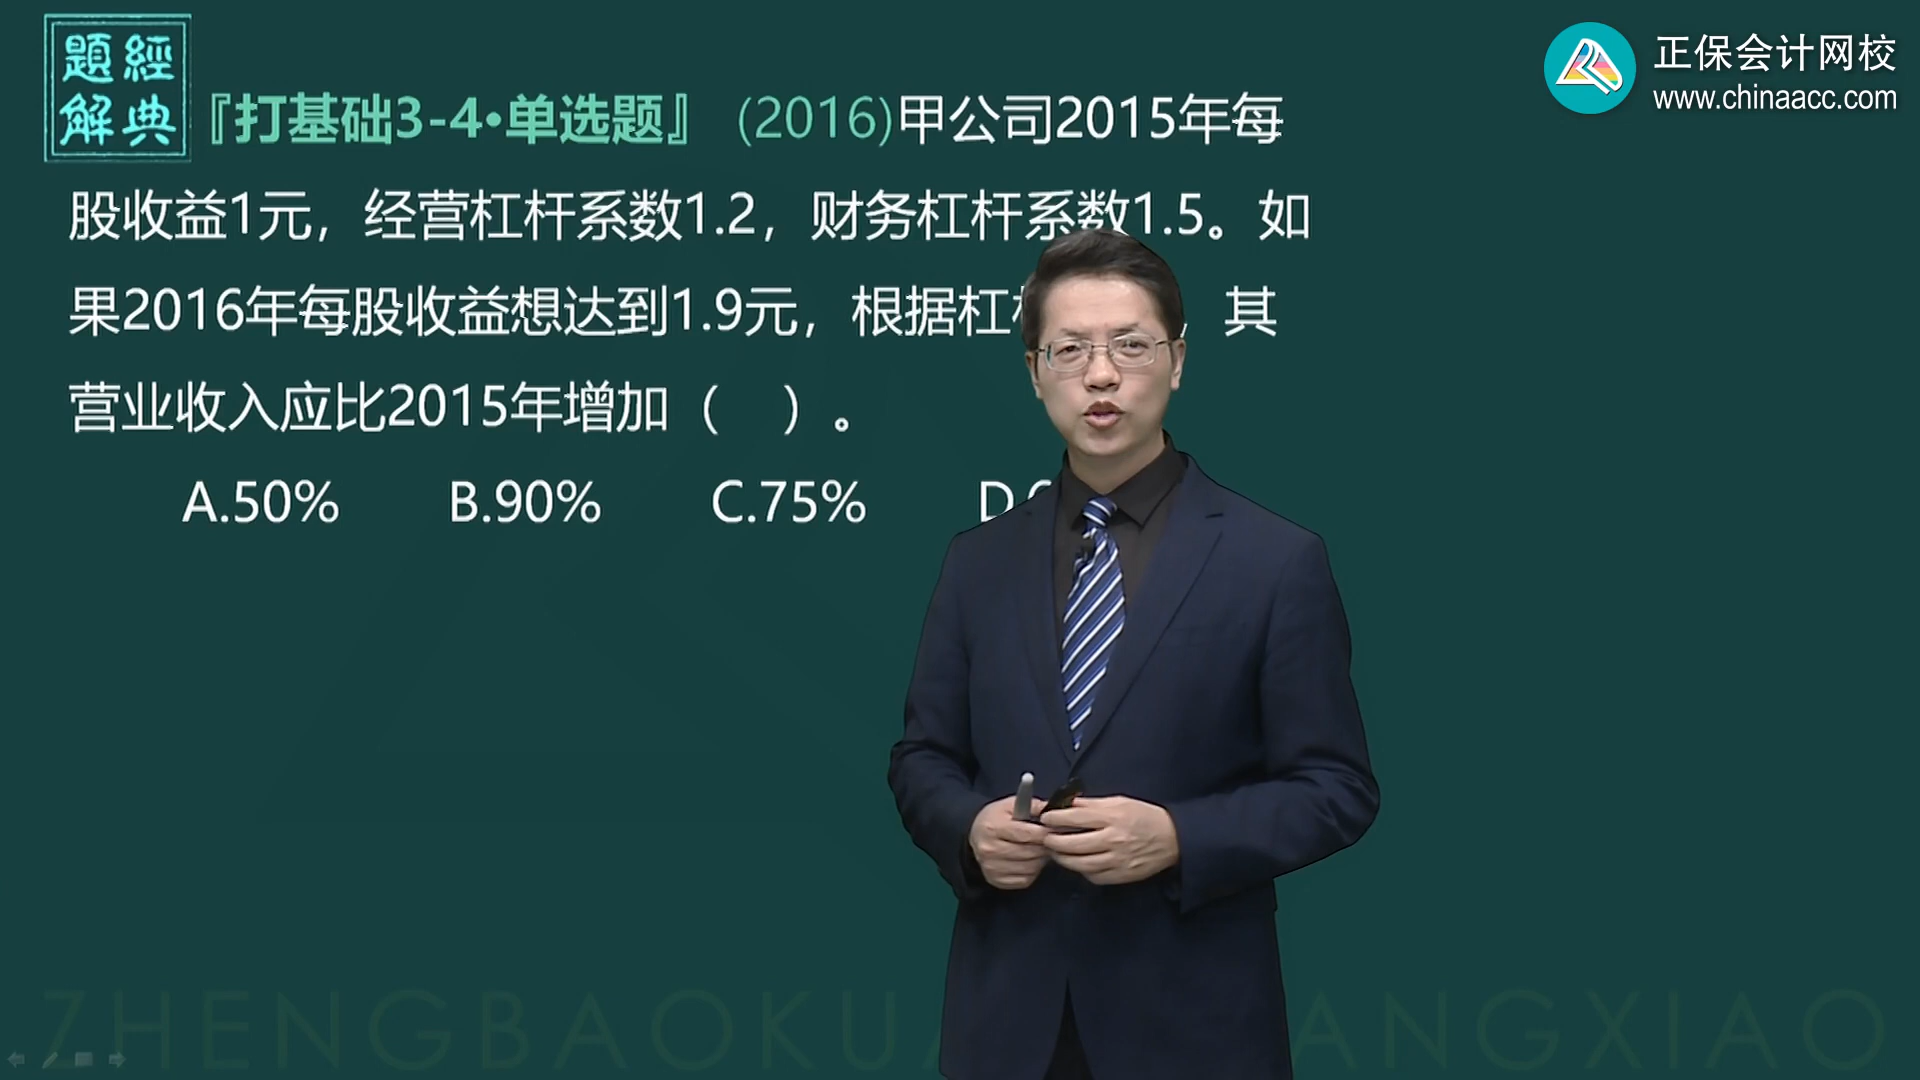 經典題解
『打基础3-4•单选题』 (2016)甲公司2015年每
股收益1元，经营杠杆系数1.2，财务杠杆系数1.5。如
果2016年每股收益想达到1.9元，根据杠 ，其
营业收入应比2015年增加（ ）。
A.50% B.90% C.75% D.
正保会计网校
www.chinaacc.com